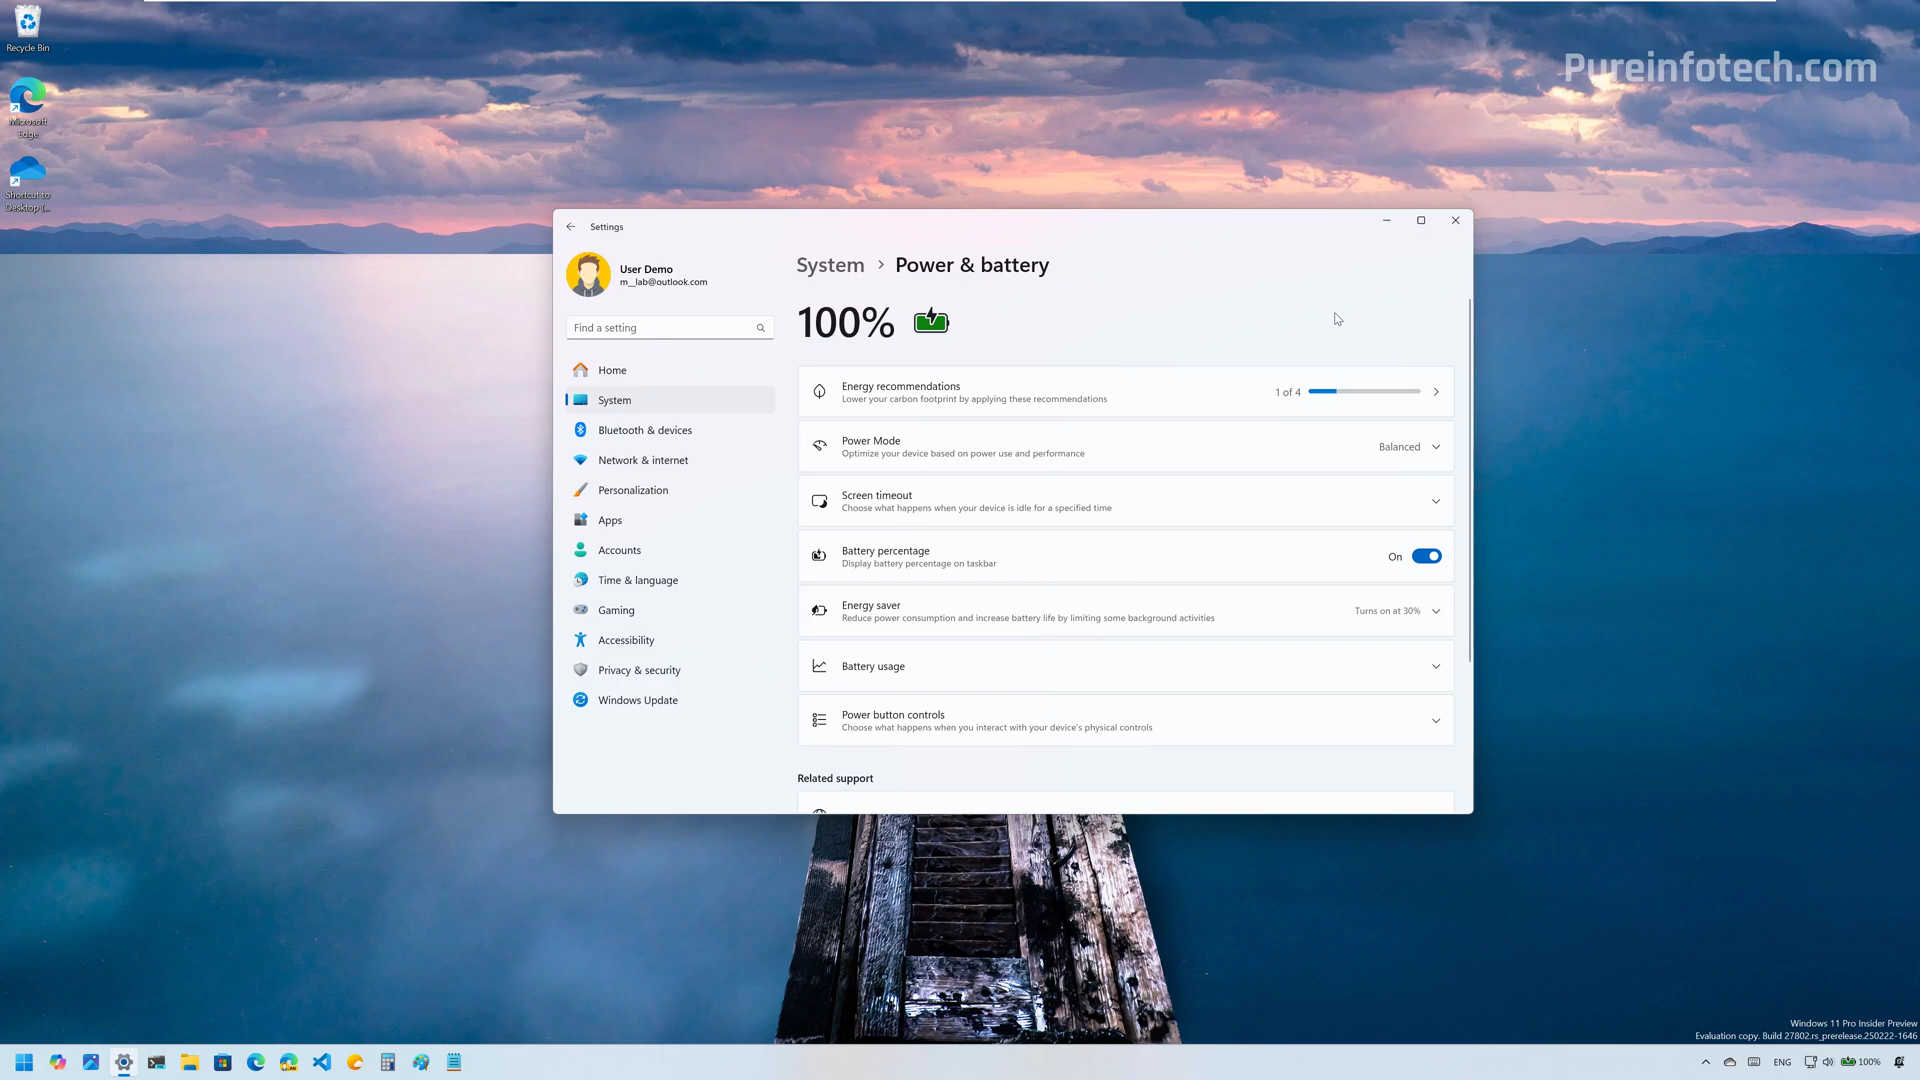 Recycle Bin
Microsoft
Edge
Shortcut to
Desktop (...
Pureinfotech.com
Settings
User Demo
m__lab@outlook.com
Find a setting
Home
System
Bluetooth & devices
Network & internet
Personalization
Apps
Accounts
Time & language
Gaming
Accessibility
Privacy & security
Windows Update
System > Power & battery
100%
Energy recommendations
Lower your carbon footprint by applying these recommendations
1 of 4
Power Mode
Optimize your device based on power use and performance
Balanced
Screen timeout
Choose what happens when your device is idle for a specified time
Battery percentage
Display battery percentage on taskbar
On
Energy saver
Reduce power consumption and increase battery life by limiting some background activities
Turns on at 30%
Battery usage
Power button controls
Choose what happens when you interact with your device's physical controls
Related support
Windows 11 Pro Insider Preview
Evaluation copy. Build 27802.rs_prerelease.250222-1646
ENG
100%